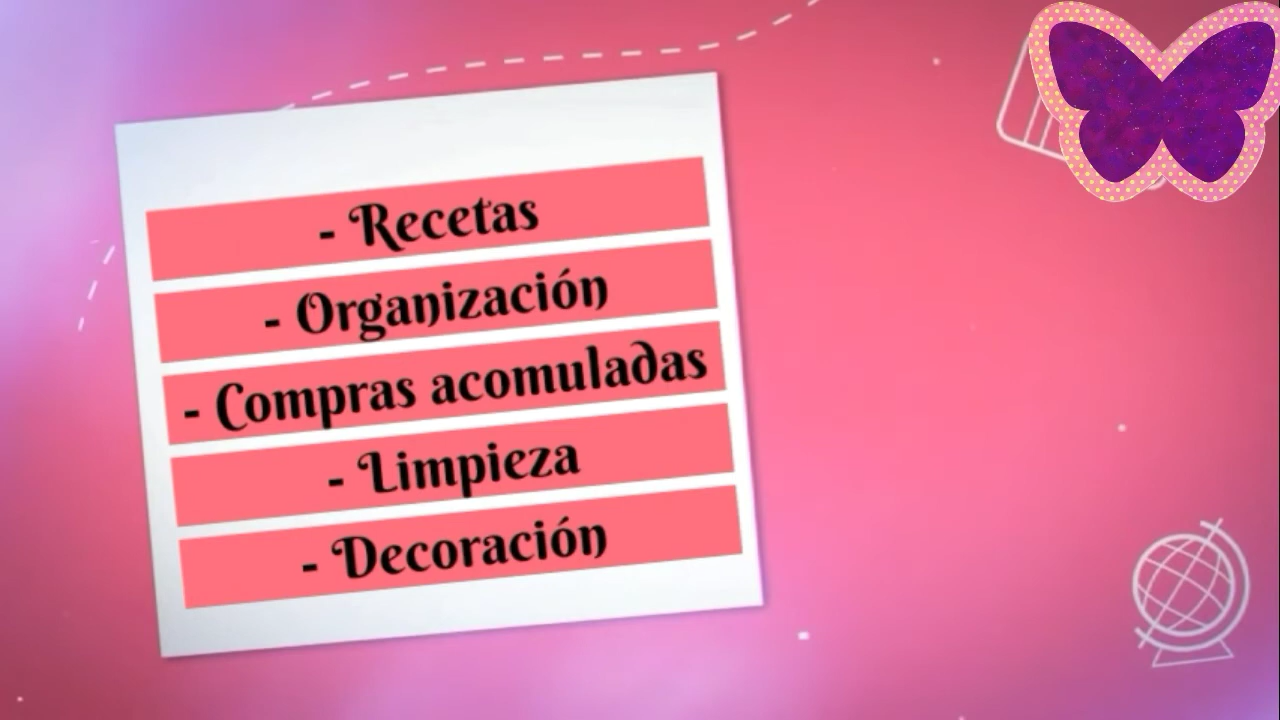 - Recetas
- Organización
- Compras acomuladas
- Limpieza
- Decoración